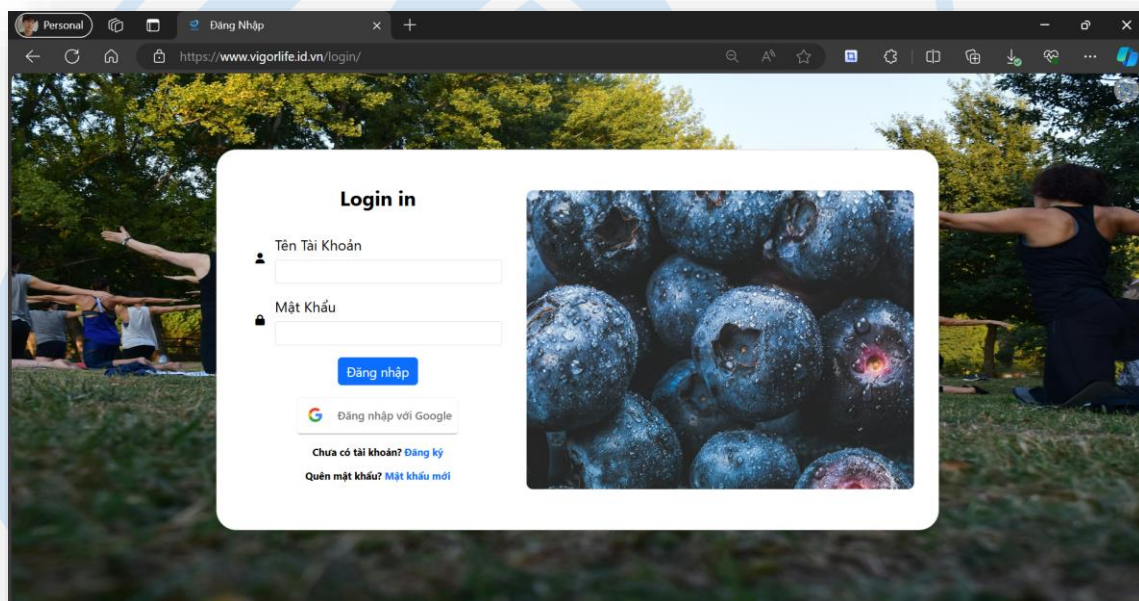 Personal
Đăng Nhập
https://www.vigorlife.id.vn/login/
Login in
Tên Tài Khoản
Mật Khẩu
Đăng nhập
Đăng nhập với Google
Chưa có tài khoản? Đăng ký
Quên mật khẩu? Mật khẩu mới